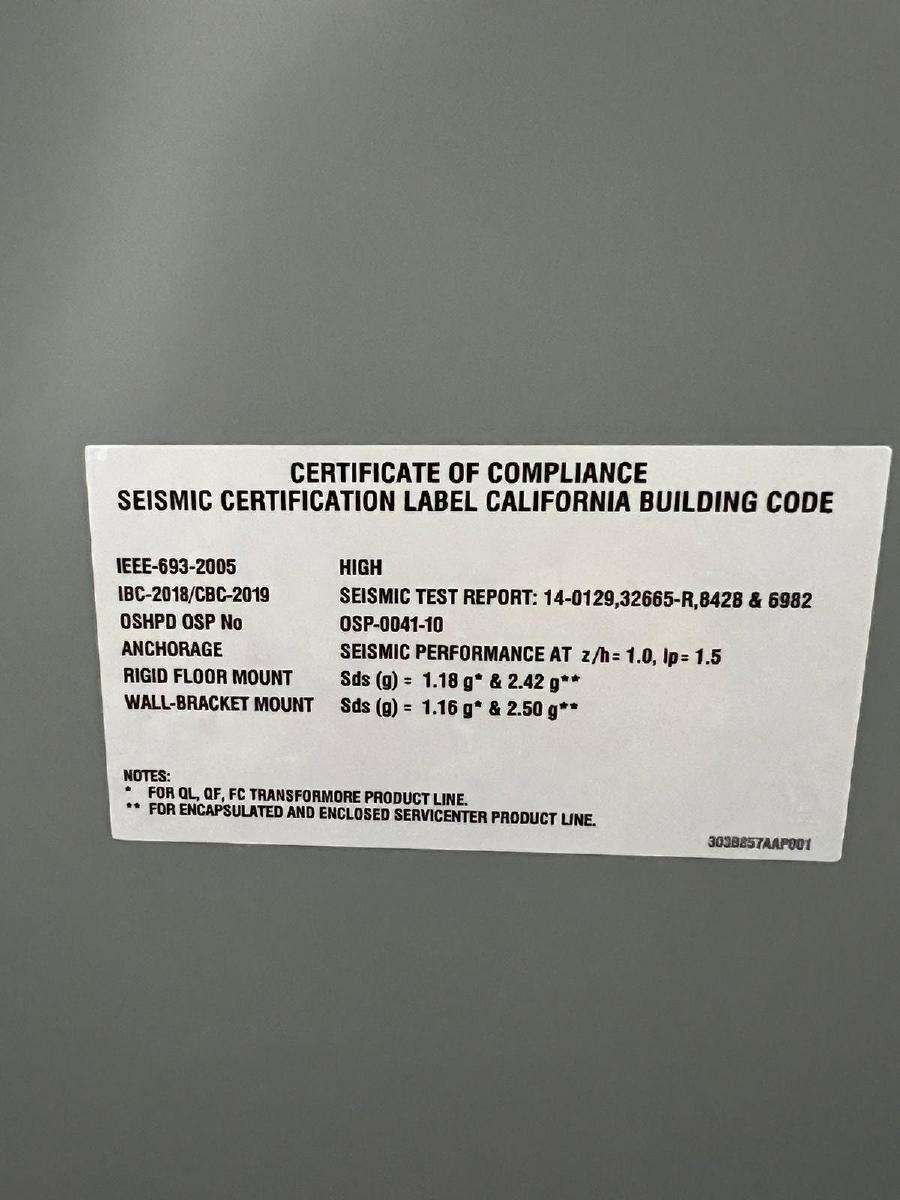 CERTIFICATE OF COMPLIANCE
SEISMIC CERTIFICATION LABEL CALIFORNIA BUILDING CODE
IEEE-693-2005 HIGH
IBC-2018/CBC-2019 SEISMIC TEST REPORT: 14-0129,32665-R,8428 & 6982
OSHPD OSP No OSP-0041-10
ANCHORAGE SEISMIC PERFORMANCE AT z/h= 1.0, Ip= 1.5
RIGID FLOOR MOUNT Sds (g) = 1.18 g* & 2.42 g**
WALL-BRACKET MOUNT Sds (g) = 1.16 g* & 2.50 g**
NOTES:
* FOR QL, QF, FC TRANSFORMORE PRODUCT LINE.
** FOR ENCAPSULATED AND ENCLOSED SERVICENTER PRODUCT LINE.
303B857AAP001